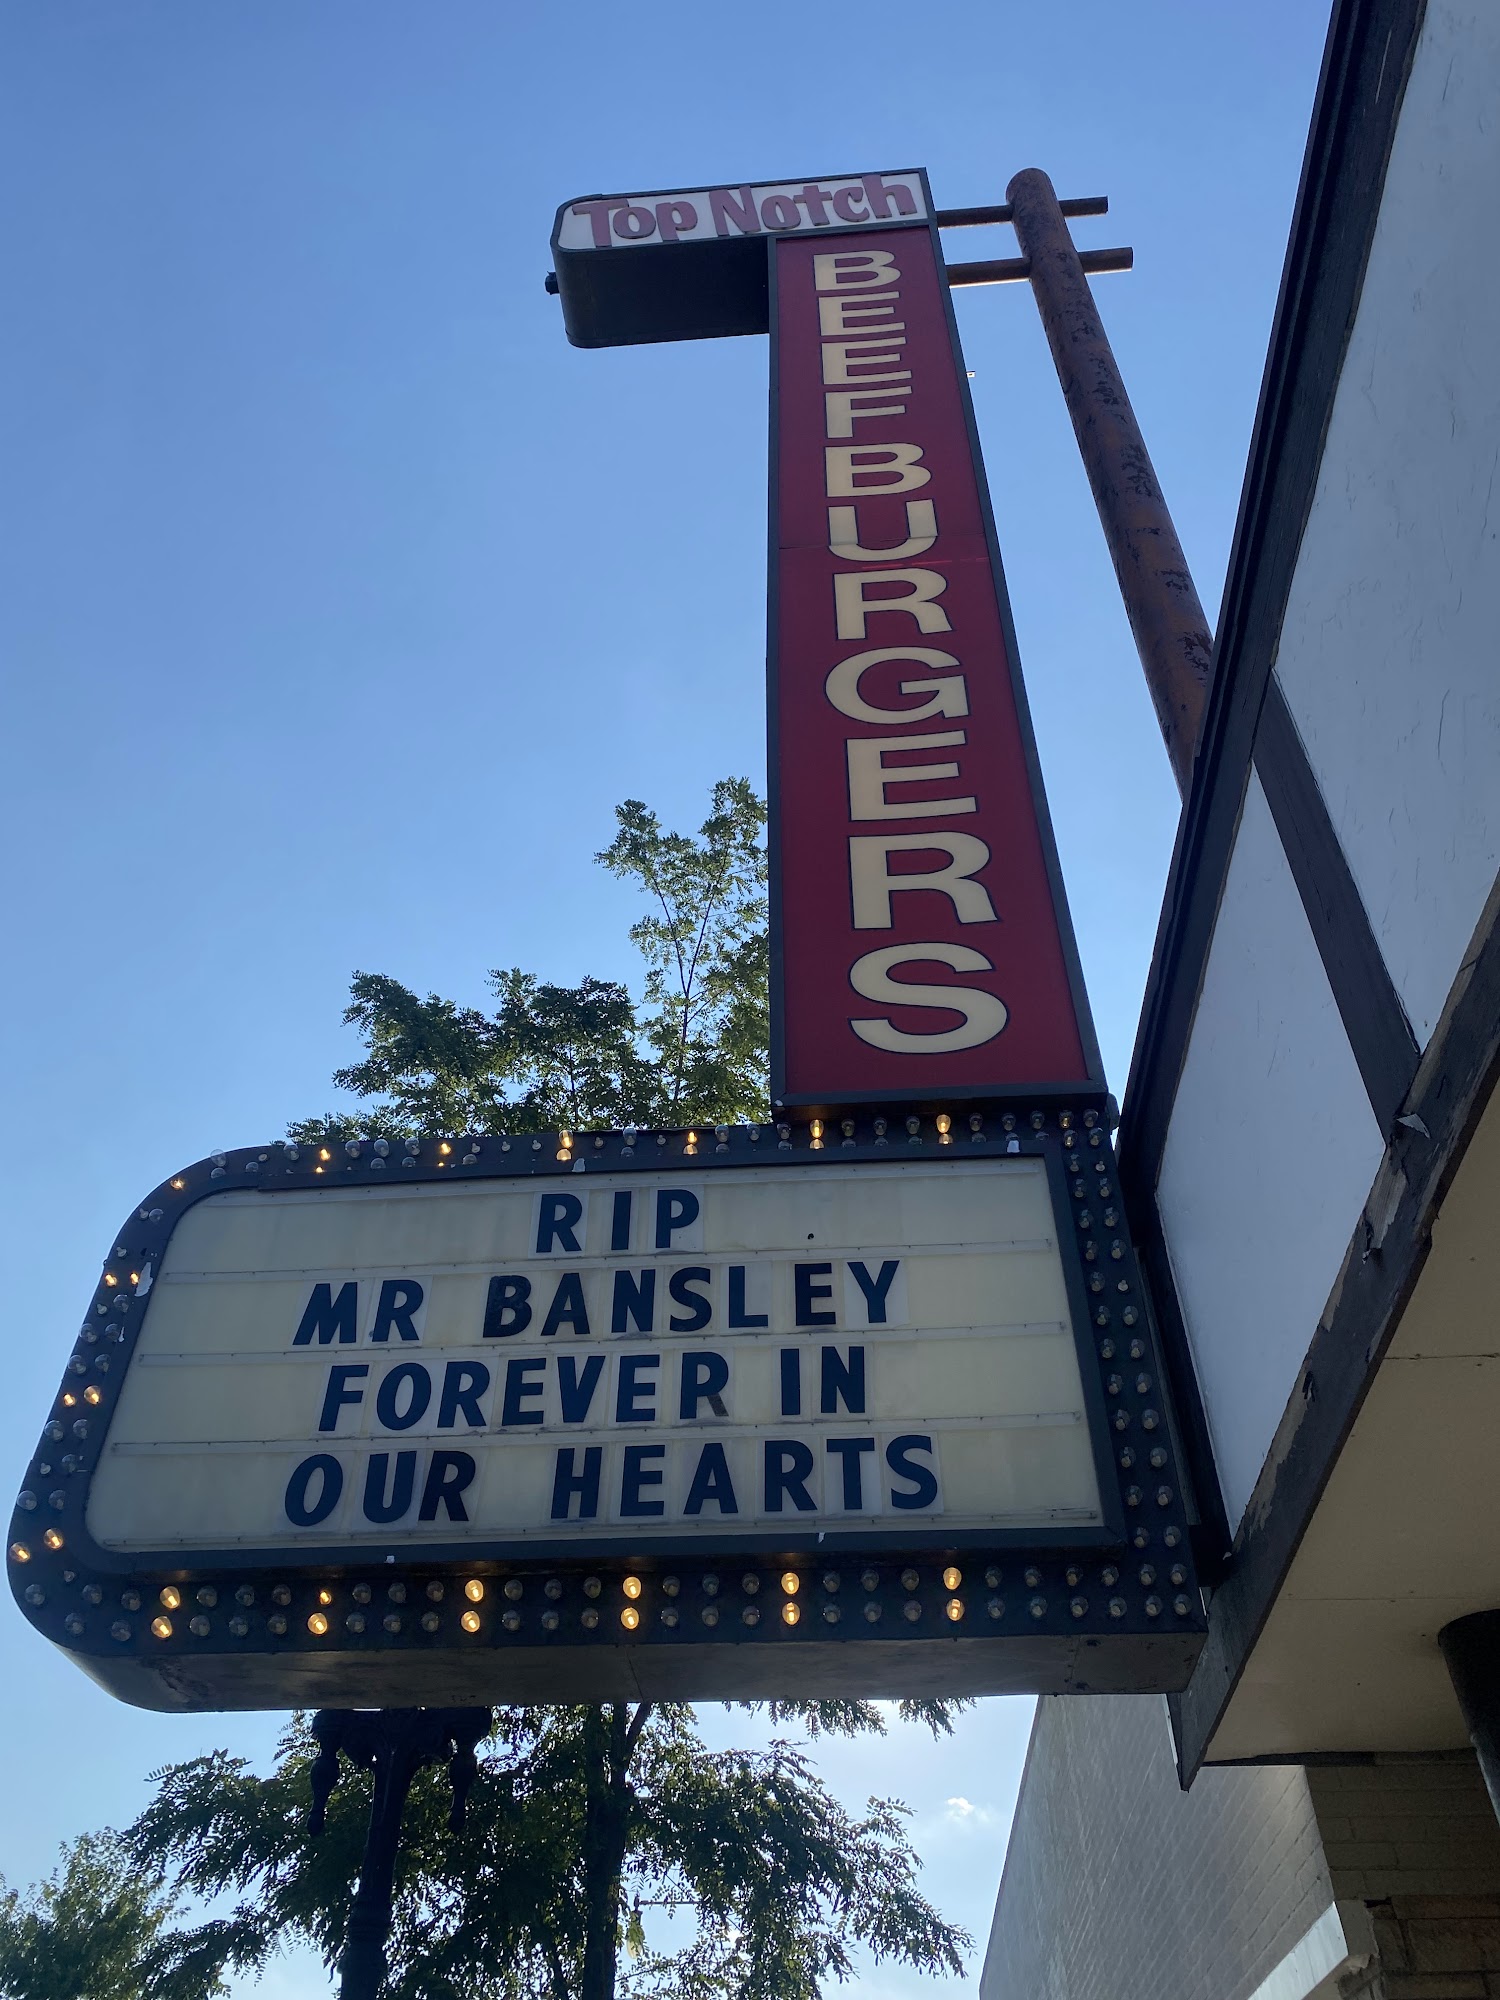 Top Notch
BEEFBURGERS
RIP
MR BANSLEY
FOREVER IN
OUR HEARTS